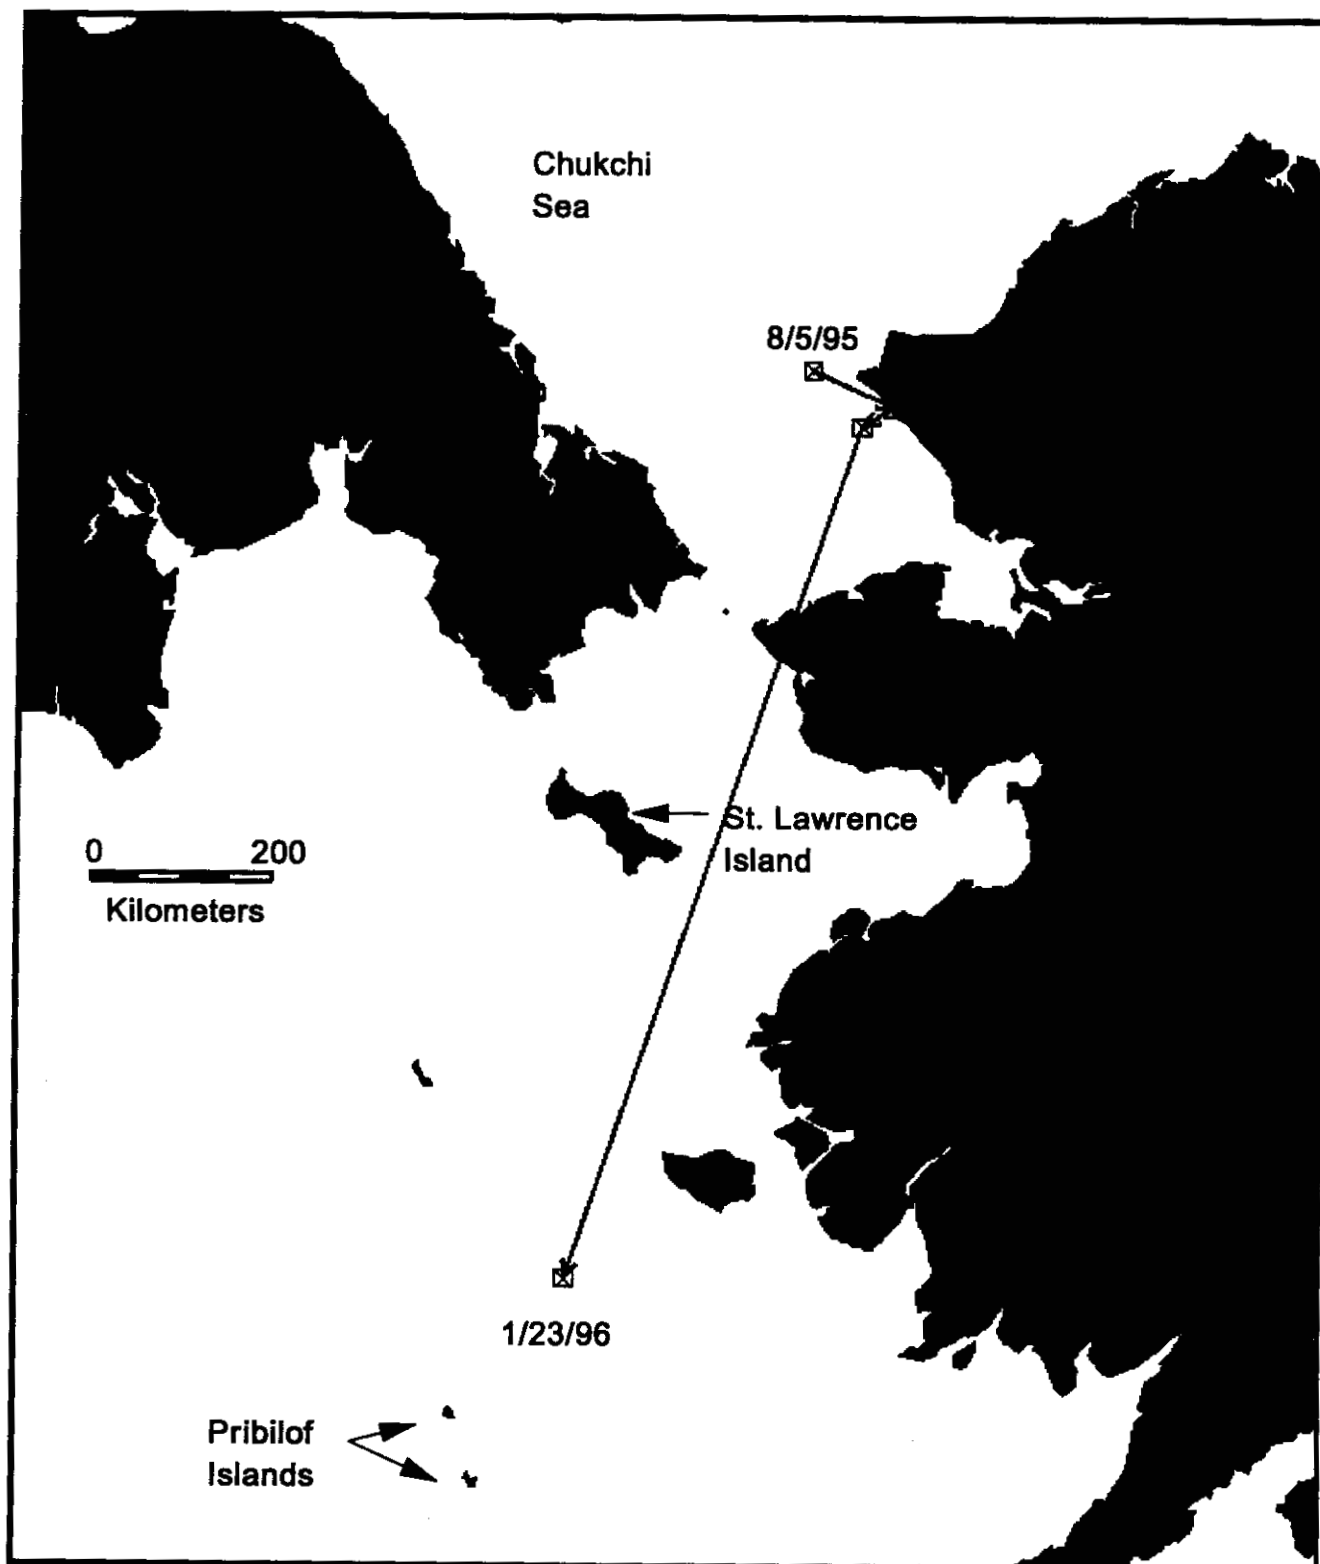 Chukchi
Sea
8/5/95
St. Lawrence
Island
0 200
Kilometers
1/23/96
Pribilof
Islands